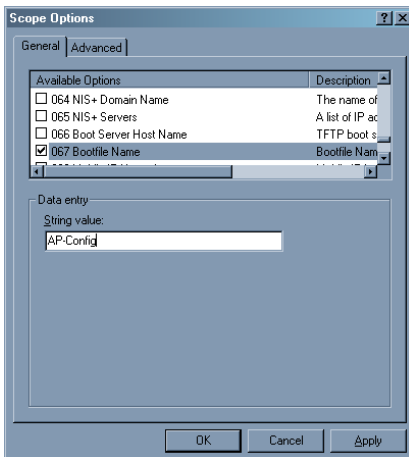 Scope Options
General Advanced
Available Options Description
064 NIS+ Domain Name The name of
065 NIS+ Servers A list of IP ad
066 Boot Server Host Name TFTP boot s
067 Bootfile Name Bootfile Nam
Data entry
String value:
AP-Config
OK Cancel Apply